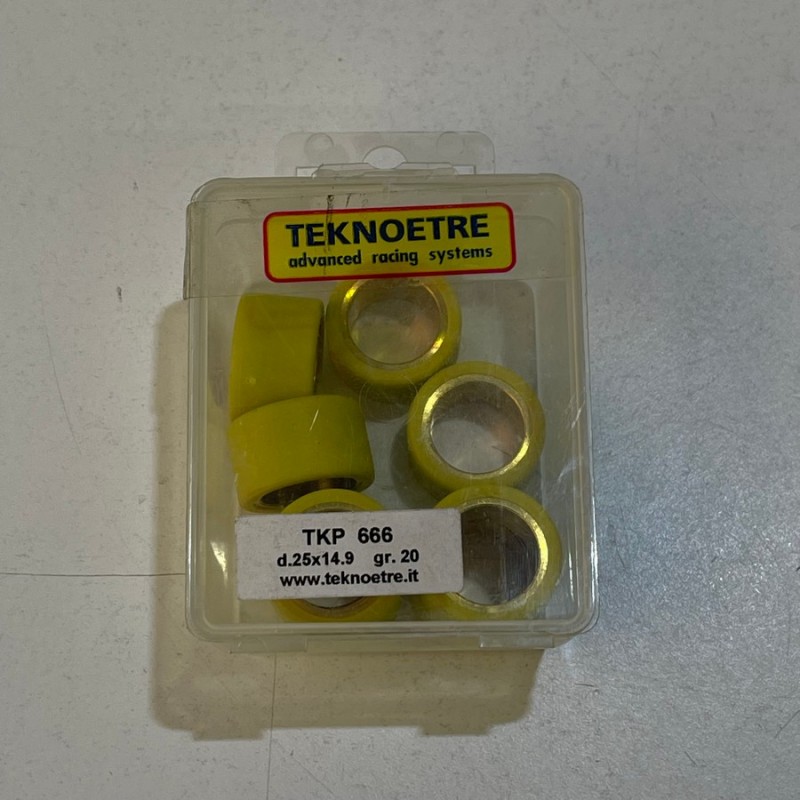 TEKNOETRE
advanced racing systems
TKP 666
d.25x14.9 gr. 20
www.teknoetre.it